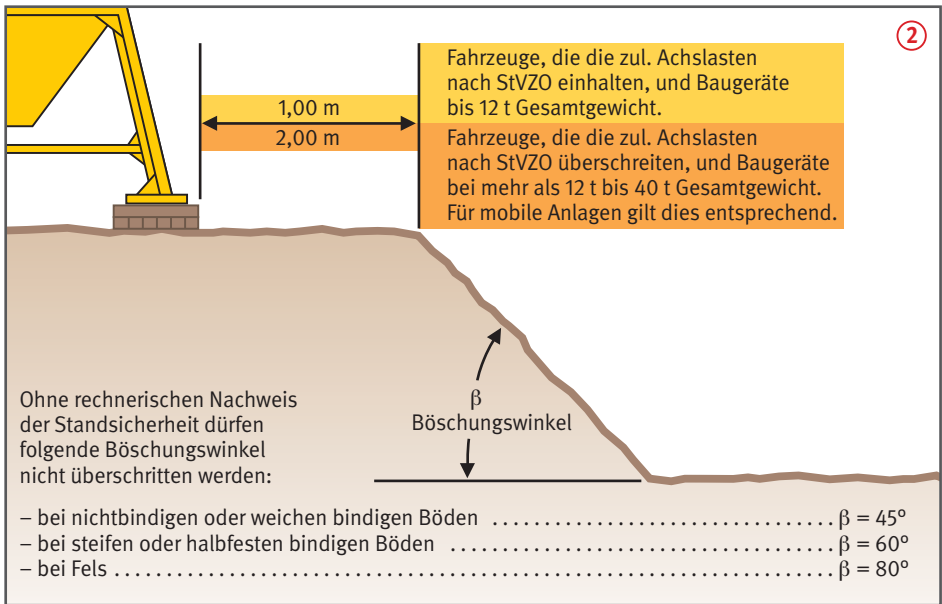 ②
Fahrzeuge, die die zul. Achslasten
nach StVZO einhalten, und Baugeräte
bis 12 t Gesamtgewicht.
1,00 m
2,00 m
Fahrzeuge, die die zul. Achslasten
nach StVZO überschreiten, und Baugeräte
bei mehr als 12 t bis 40 t Gesamtgewicht.
Für mobile Anlagen gilt dies entsprechend.
β
Böschungswinkel
Ohne rechnerischen Nachweis
der Standsicherheit dürfen
folgende Böschungswinkel
nicht überschritten werden:
– bei nichtbindigen oder weichen bindigen Böden ................................ β = 45°
– bei steifen oder halbfesten bindigen Böden .................................... β = 60°
– bei Fels .................................................................... β = 80°